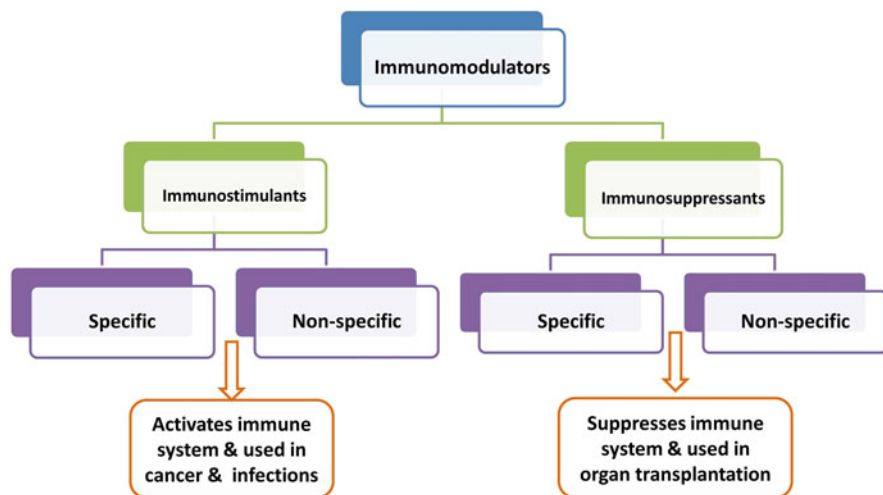 Immunomodulators
Immunostimulants
Immunosuppressants
Specific
Non-specific
Specific
Non-specific
Activates immune
system & used in
cancer & infections
Suppresses immune
system & used in
organ transplantation